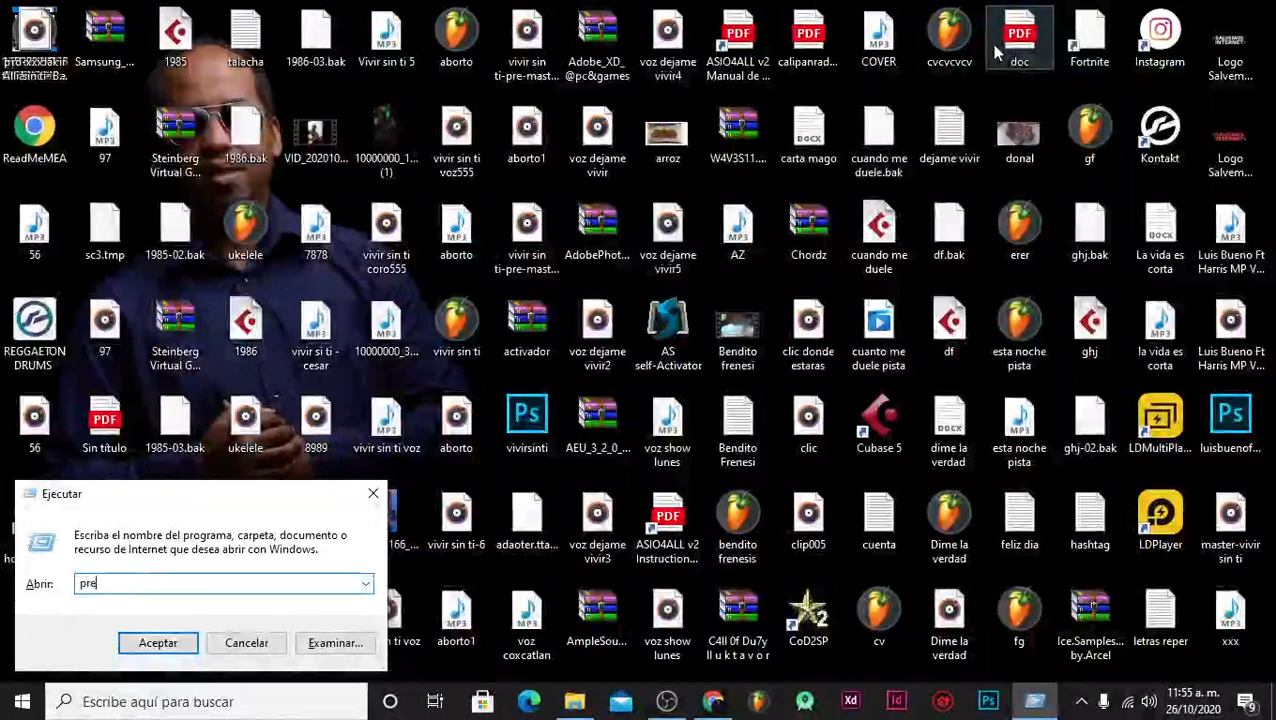 Samsung_...
1985
talacha
1986-03.bak
Vivir sin ti 5
aborto
vivir sin
ti-pre-mast...
Adobe_XD_
@pc&games
voz dejame
vivir4
ASIO4ALL v2
Manual de ...
calipanrad...
COVER
cvcvcvcv
doc
Fortnite
Instagram
Logo
Salvem...
ReadMeMEA
97
Steinberg
Virtual G...
1986.bak
VID_202010...
10000000_1...
(1)
vivir sin ti
voz555
aborto1
voz dejame
vivir
arroz
W4V3S11....
carta mago
cuando me
duele.bak
dejame vivir
donal
gf
Kontakt
Logo
Salvem...
56
sc3.tmp
1985-02.bak
ukelele
7878
vivir sin ti
coro555
aborto
vivir sin
ti-pre-mast...
AdobePhot...
voz dejame
vivir5
AZ
Chordz
cuando me
duele
df.bak
erer
ghj.bak
La vida es
corta
Luis Bueno Ft
Harris MP V...
REGGAETON
DRUMS
97
Steinberg
Virtual G...
1986
vivir si ti -
cesar
10000000_3...
vivir sin ti
activador
voz dejame
vivir2
AS
self-Activator
Bendito
frenesi
clic donde
estaras
cuanto me
duele pista
df
esta noche
pista
ghj
la vida es
corta
Luis Bueno Ft
Harris MP V...
56
Sin título
1985-03.bak
ukelele
8989
vivir sin ti voz
aborto
vivirsinti
AEU_3_2_0_...
voz show
lunes
Bendito
Frenesi
clic
Cubase 5
dime la
verdad
esta noche
pista
ghj-02.bak
LDMultiPla...
luisbuenof...
166_...
vivir sin ti-6
adaoter.tta...
voz dejame
vivir3
ASIO4ALL v2
Instruction...
bendito
frenesi
clip005
cuenta
Dime la
verdad
feliz dia
hashtag
LDPlayer
master-vivir
sin ti
ti voz
aborto1
voz
coxcatlan
AmpleSou...
voz show
lunes
C4ll 0f Du7y
ll u k t a v o r
CoD2SP
cv
Dime la
verdad
fg
Ice.Samples...
by.Arcel
letras reper
xxx
Ejecutar
Escriba el nombre del programa, carpeta, documento o
recurso de Internet que desea abrir con Windows.
Abrir: pre
Aceptar Cancelar Examinar...
Escribe aquí para buscar
11:55 a. m.
26/10/2020